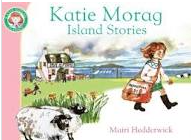 Katie Morag
Island Stories
Mairi Hedderwick